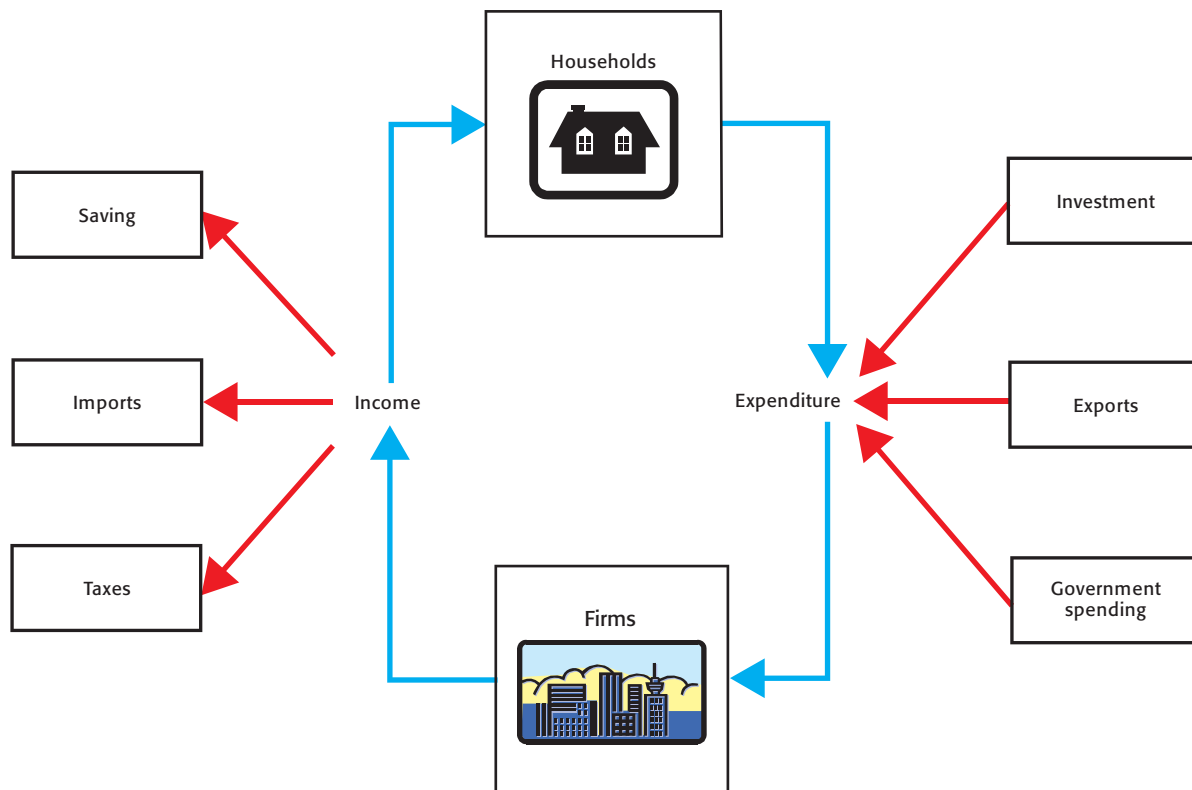 Households
Saving
Investment
Imports
Income
Expenditure
Exports
Taxes
Firms
Government
spending